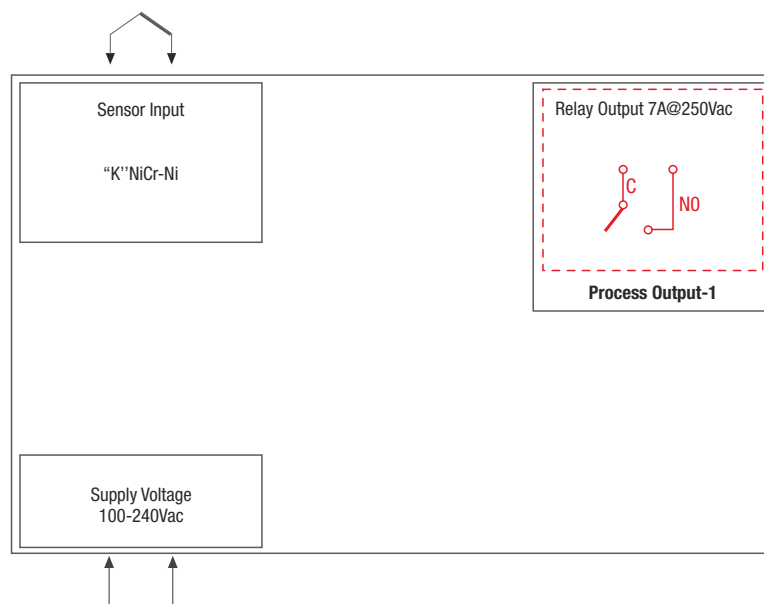 Sensor Input
“K’’NiCr-Ni
Relay Output 7A@250Vac
C
NO
Process Output-1
Supply Voltage
100-240Vac